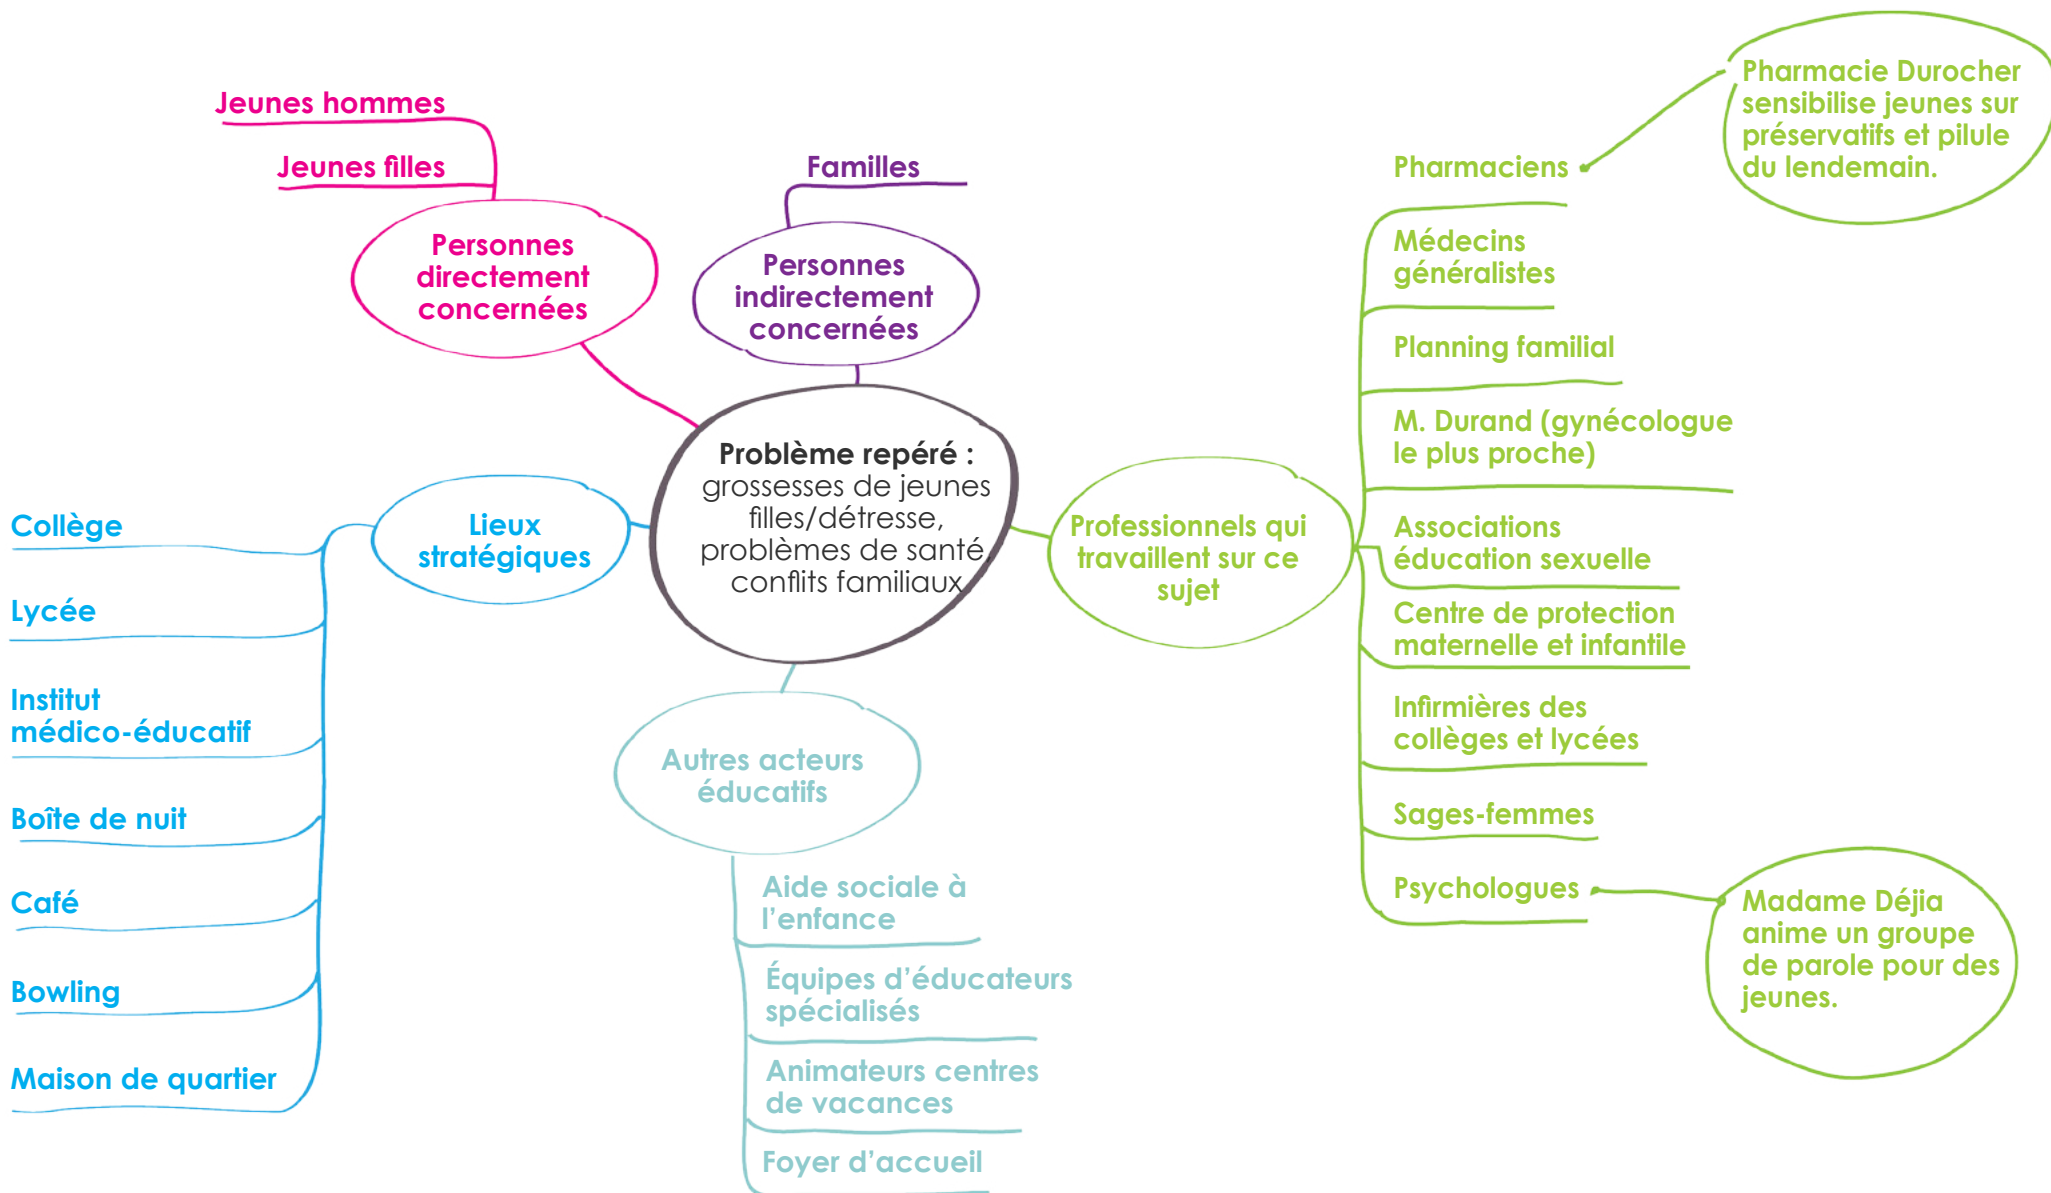 Jeunes hommes
Jeunes filles
Personnes
directement
concernées
Familles
Personnes
indirectement
concernées
Problème repéré :
grossesses de jeunes
filles/détresse,
problèmes de santé,
conflits familiaux
Lieux
stratégiques
Collège
Lycée
Institut
médico-éducatif
Boîte de nuit
Café
Bowling
Maison de quartier
Autres acteurs
éducatifs
Aide sociale à
l’enfance
Équipes d’éducateurs
spécialisés
Animateurs centres
de vacances
Foyer d’accueil
Professionnels qui
travaillent sur ce
sujet
Pharmaciens
Pharmacie Durocher
sensibilise jeunes sur
préservatifs et pilule
du lendemain.
Médecins
généralistes
Planning familial
M. Durand (gynécologue
le plus proche)
Associations
éducation sexuelle
Centre de protection
maternelle et infantile
Infirmières des
collèges et lycées
Sages-femmes
Psychologues
Madame Déjia
anime un groupe
de parole pour des
jeunes.